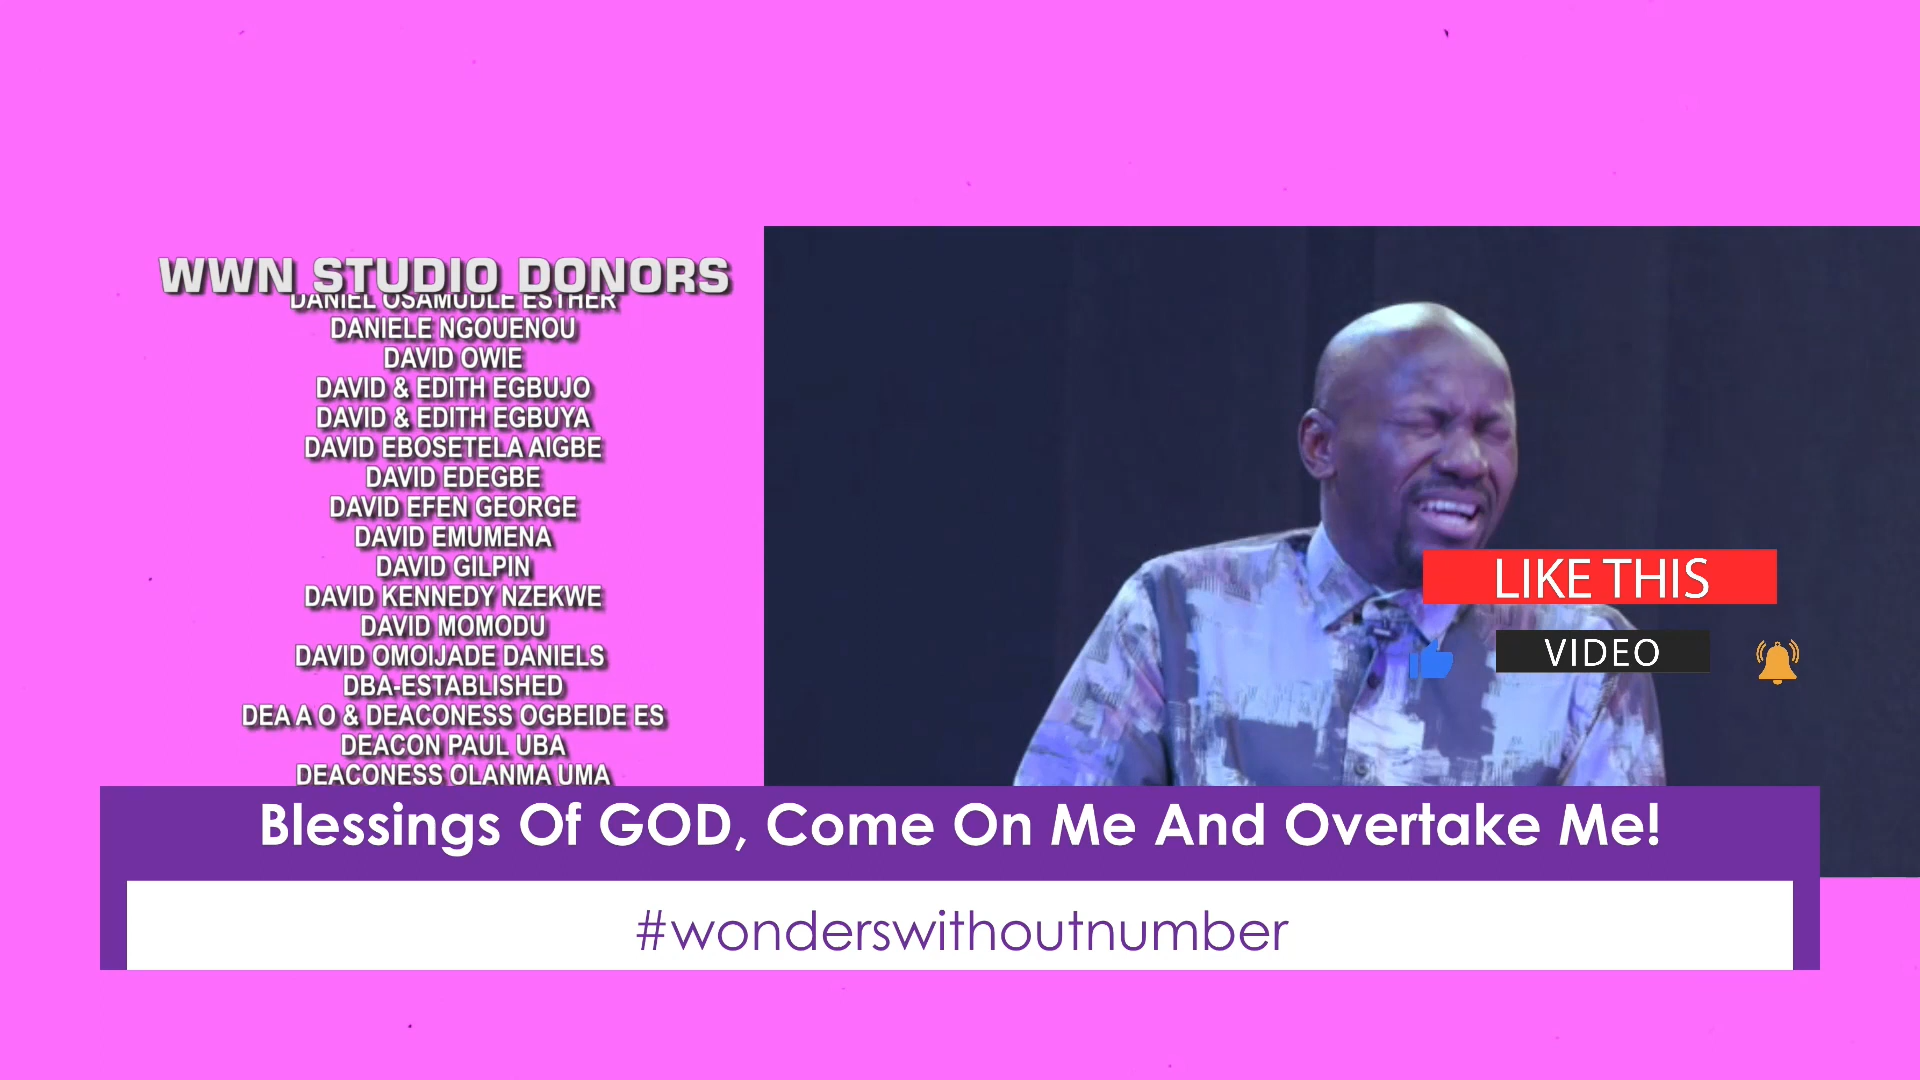 WWN STUDIO DONORS
DANIEL OSAMUDLE ESTHER
DANIELE NGOUENOU
DAVID OWIE
DAVID & EDITH EGBUJO
DAVID & EDITH EGBUYA
DAVID EBOSETELA AIGBE
DAVID EDEGBE
DAVID EFEN GEORGE
DAVID EMUMENA
DAVID GILPIN
DAVID KENNEDY NZEKWE
DAVID MOMODU
DAVID OMOIJADE DANIELS
DBA-ESTABLISHED
DEA A O & DEACONESS OGBEIDE ES
DEACON PAUL UBA
DEACONESS OLANMA UMA
LIKE THIS
VIDEO
Blessings Of GOD, Come On Me And Overtake Me!
#wonderswithoutnumber